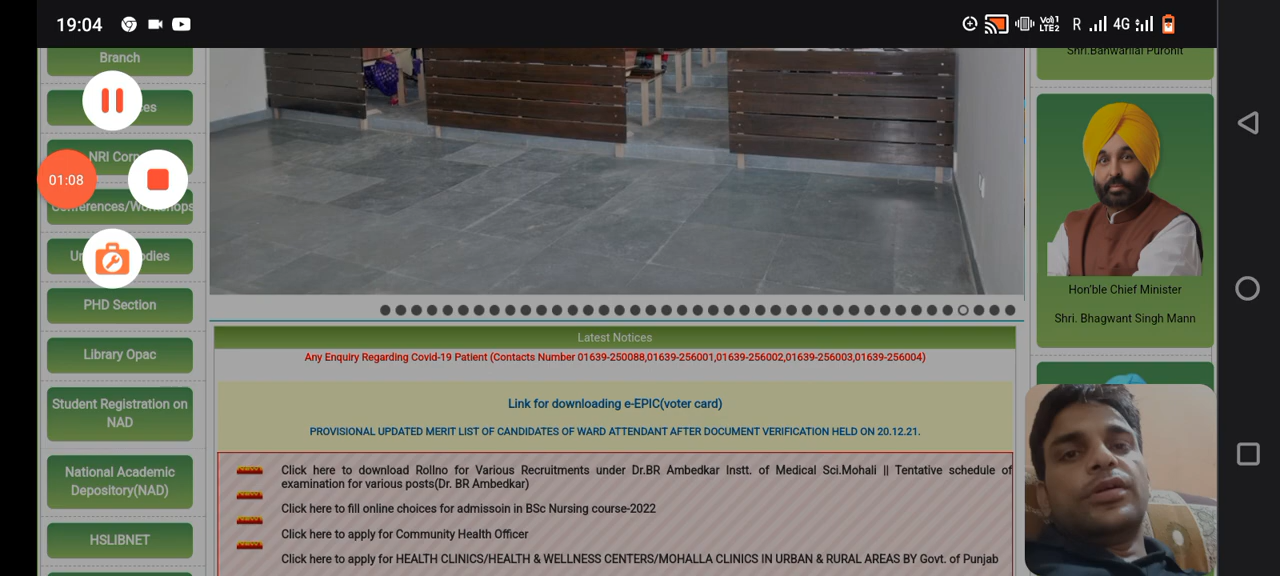 19:04
Vo)) 1
LTE2
R
4G
Branch
NRI
Conferences/Workshops
PHD Section
Library Opac
Student Registration on
NAD
National Academic
Depository(NAD)
HSLIBNET
01:08
Latest Notices
Any Enquiry Regarding Covid-19 Patient (Contacts Number 01639-250088,01639-256001,01639-256002,01639-256003,01639-256004)
Link for downloading e-EPIC(voter card)
PROVISIONAL UPDATED MERIT LIST OF CANDIDATES OF WARD ATTENDANT AFTER DOCUMENT VERIFICATION HELD ON 20.12.21.
Click here to download Rollno for Various Recruitments under Dr.BR Ambedkar Instt. of Medical Sci.Mohali || Tentative schedule of
examination for various posts(Dr. BR Ambedkar)
Click here to fill online choices for admissoin in BSc Nursing course-2022
Click here to apply for Community Health Officer
Click here to apply for HEALTH CLINICS/HEALTH & WELLNESS CENTERS/MOHALLA CLINICS IN URBAN & RURAL AREAS BY Govt. of Punjab
Shri.Banwarilal Purohit
Hon'ble Chief Minister
Shri. Bhagwant Singh Mann